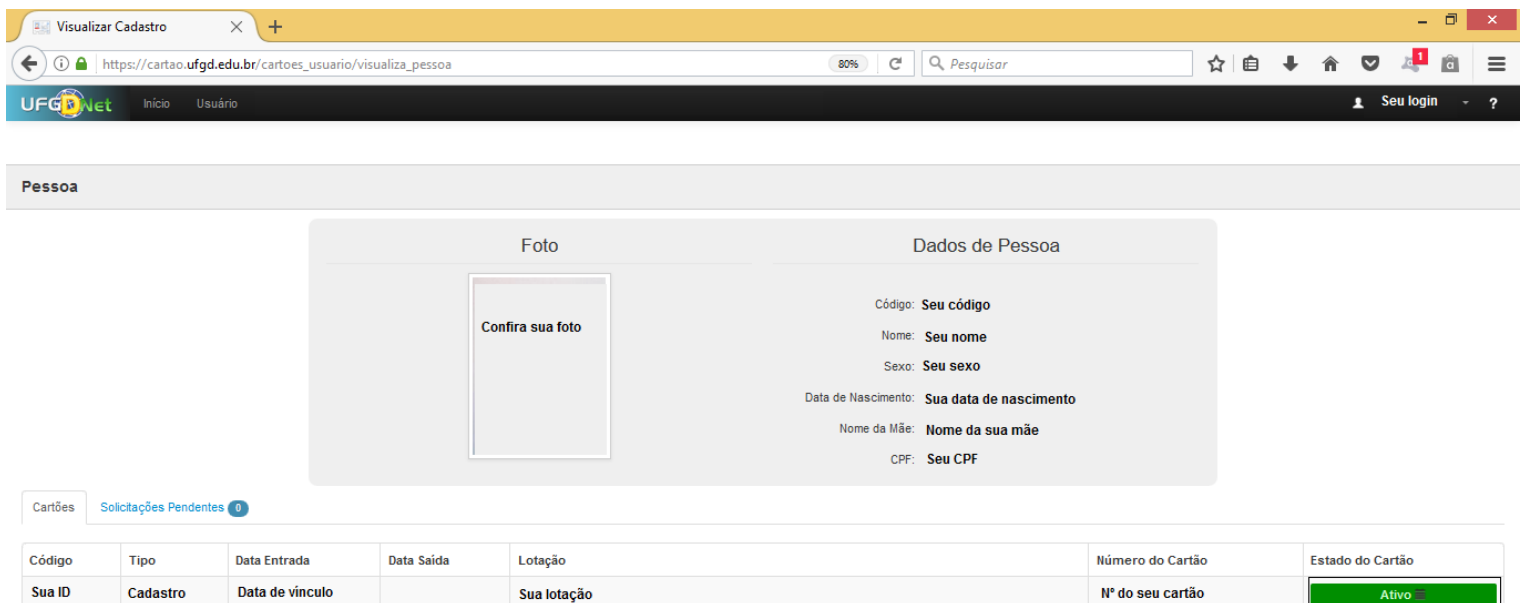 Visualizar Cadastro
https://cartao.ufgd.edu.br/cartoes_usuario/visualiza_pessoa 80% Pesquisar 1
UFGDNet Início Usuário Seu login ?
Pessoa
Foto Dados de Pessoa
Confira sua foto
Código: Seu código
Nome: Seu nome
Sexo: Seu sexo
Data de Nascimento: Sua data de nascimento
Nome da Mãe: Nome da sua mãe
CPF: Seu CPF
Cartões Solicitações Pendentes 0
Código Tipo Data Entrada Data Saída Lotação Número do Cartão Estado do Cartão
Sua ID Cadastro Data de vínculo Sua lotação Nº do seu cartão Ativo